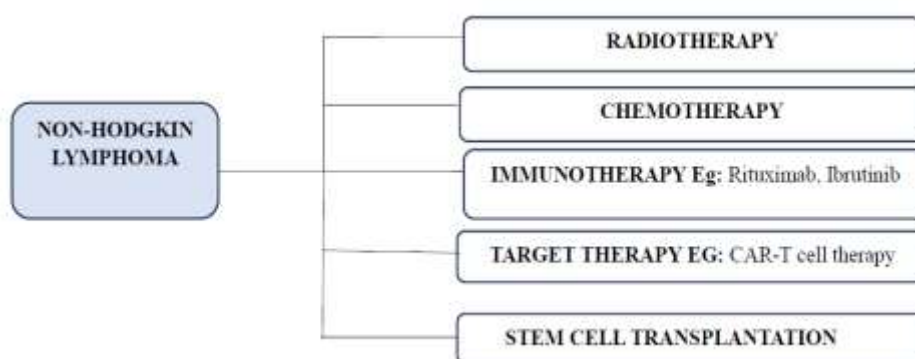 RADIOTHERAPY
CHEMOTHERAPY
NON-HODGKIN
LYMPHOMA
IMMUNOTHERAPY Eg: Rituximab, Ibrutinib
TARGET THERAPY EG: CAR-T cell therapy
STEM CELL TRANSPLANTATION